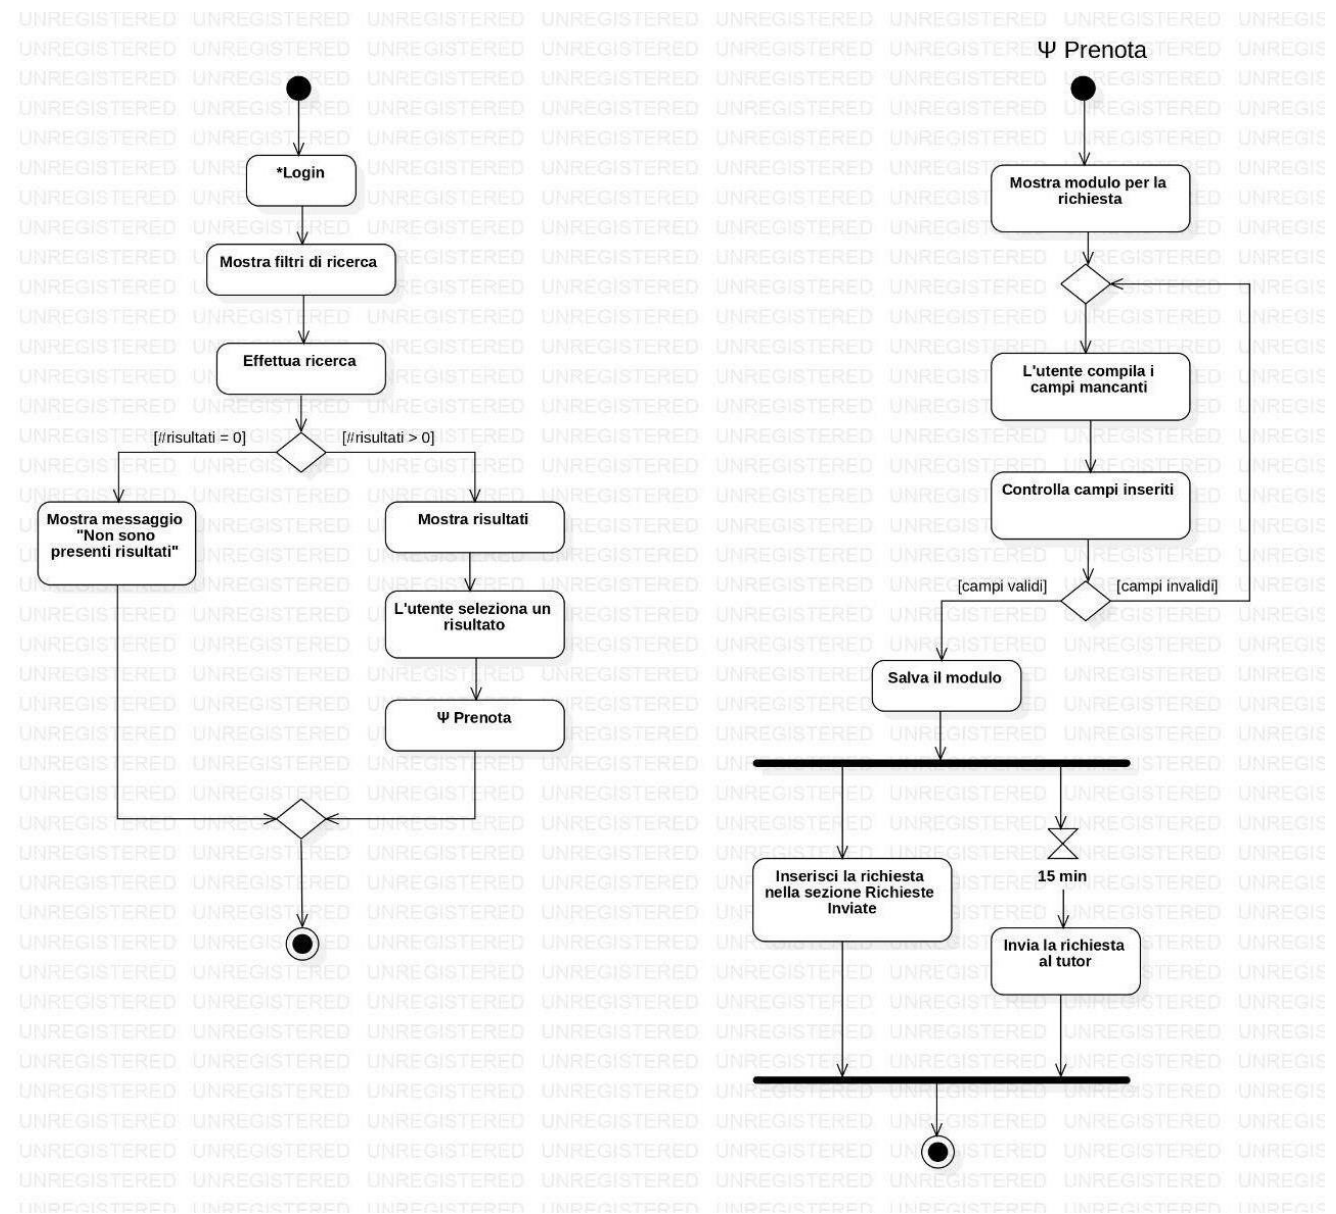 *Login
Mostra filtri di ricerca
Effettua ricerca
[#risultati = 0]
[#risultati > 0]
Mostra messaggio
"Non sono
presenti risultati"
Mostra risultati
L'utente seleziona un
risultato
Ψ Prenota
Ψ Prenota
Mostra modulo per la
richiesta
L'utente compila i
campi mancanti
Controlla campi inseriti
[campi validi]
[campi invalidi]
Salva il modulo
Inserisci la richiesta
nella sezione Richieste
Inviate
15 min
Invia la richiesta
al tutor
UNREGISTERED